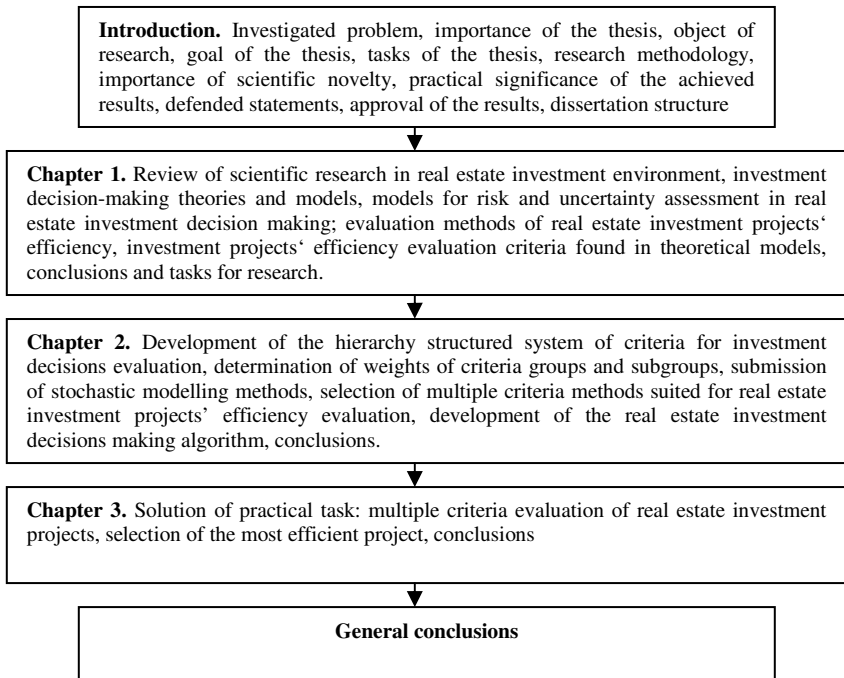 Introduction. Investigated problem, importance of the thesis, object of
research, goal of the thesis, tasks of the thesis, research methodology,
importance of scientific novelty, practical significance of the achieved
results, defended statements, approval of the results, dissertation structure
Chapter 1. Review of scientific research in real estate investment environment, investment
decision-making theories and models, models for risk and uncertainty assessment in real
estate investment decision making; evaluation methods of real estate investment projects‘
efficiency, investment projects‘ efficiency evaluation criteria found in theoretical models,
conclusions and tasks for research.
Chapter 2. Development of the hierarchy structured system of criteria for investment
decisions evaluation, determination of weights of criteria groups and subgroups, submission
of stochastic modelling methods, selection of multiple criteria methods suited for real estate
investment projects’ efficiency evaluation, development of the real estate investment
decisions making algorithm, conclusions.
Chapter 3. Solution of practical task: multiple criteria evaluation of real estate investment
projects, selection of the most efficient project, conclusions
General conclusions